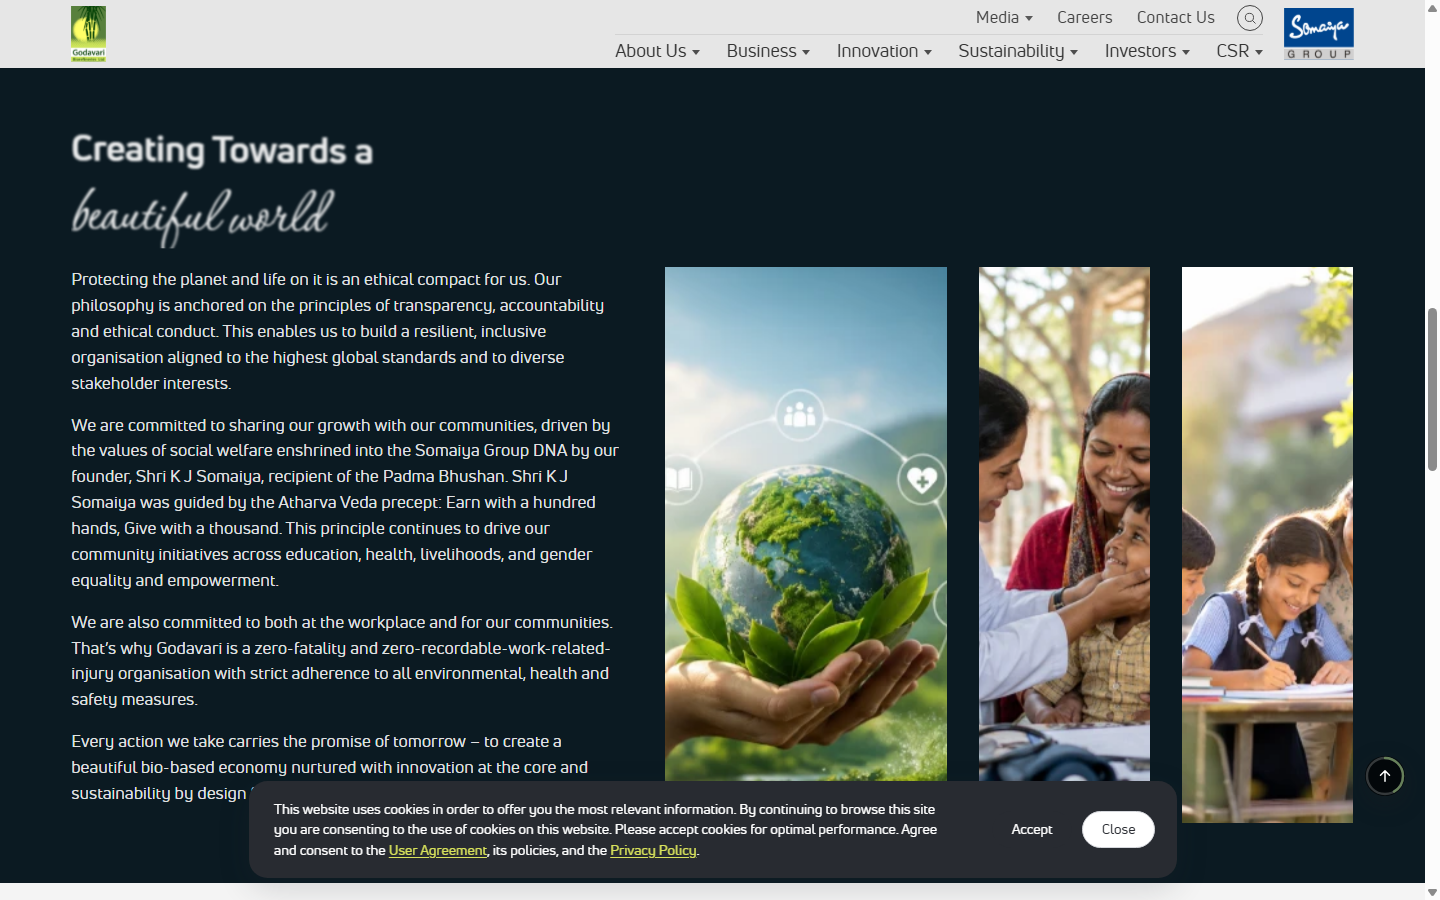 Godavari
Biorefineries Ltd.
Media
Careers
Contact Us
About Us
Business
Innovation
Sustainability
Investors
CSR
Somaiya
GROUP
Creating Towards a
beautiful world
Protecting the planet and life on it is an ethical compact for us. Our
philosophy is anchored on the principles of transparency, accountability
and ethical conduct. This enables us to build a resilient, inclusive
organisation aligned to the highest global standards and to diverse
stakeholder interests.
We are committed to sharing our growth with our communities, driven by
the values of social welfare enshrined into the Somaiya Group DNA by our
founder, Shri K J Somaiya, recipient of the Padma Bhushan. Shri K J
Somaiya was guided by the Atharva Veda precept: Earn with a hundred
hands, Give with a thousand. This principle continues to drive our
community initiatives across education, health, livelihoods, and gender
equality and empowerment.
We are also committed to both at the workplace and for our communities.
That's why Godavari is a zero-fatality and zero-recordable-work-related-
injury organisation with strict adherence to all environmental, health and
safety measures.
Every action we take carries the promise of tomorrow – to create a
beautiful bio-based economy nurtured with innovation at the core and
sustainability by design
This website uses cookies in order to offer you the most relevant information. By continuing to browse this site
you are consenting to the use of cookies on this website. Please accept cookies for optimal performance. Agree
and consent to the User Agreement, its policies, and the Privacy Policy.
Accept
Close